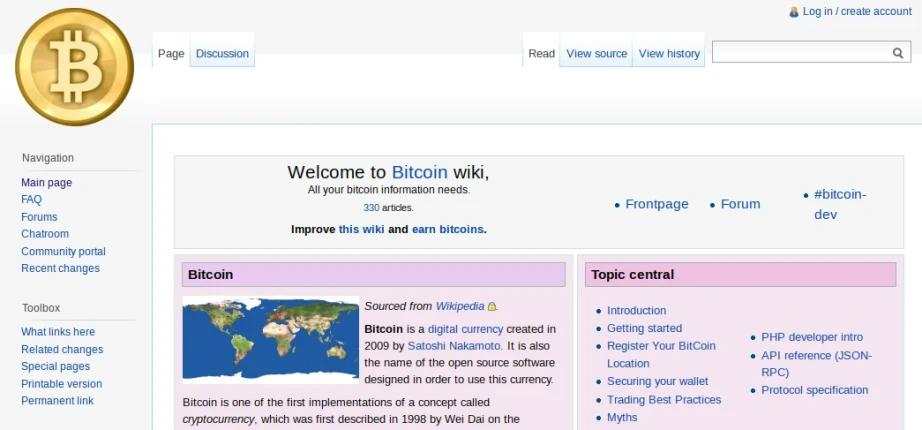 Log in / create account
Page
Discussion
Read
View source
View history
Navigation
Main page
FAQ
Forums
Chatroom
Community portal
Recent changes
Toolbox
What links here
Related changes
Special pages
Printable version
Permanent link
Welcome to Bitcoin wiki,
All your bitcoin information needs.
330 articles.
Improve this wiki and earn bitcoins.
Frontpage
Forum
#bitcoin-
dev
Bitcoin
Sourced from Wikipedia
Bitcoin is a digital currency created in
2009 by Satoshi Nakamoto. It is also
the name of the open source software
designed in order to use this currency.
Bitcoin is one of the first implementations of a concept called
cryptocurrency, which was first described in 1998 by Wei Dai on the
Topic central
Introduction
Getting started
Register Your BitCoin
Location
Securing your wallet
Trading Best Practices
Myths
PHP developer intro
API reference (JSON-
RPC)
Protocol specification